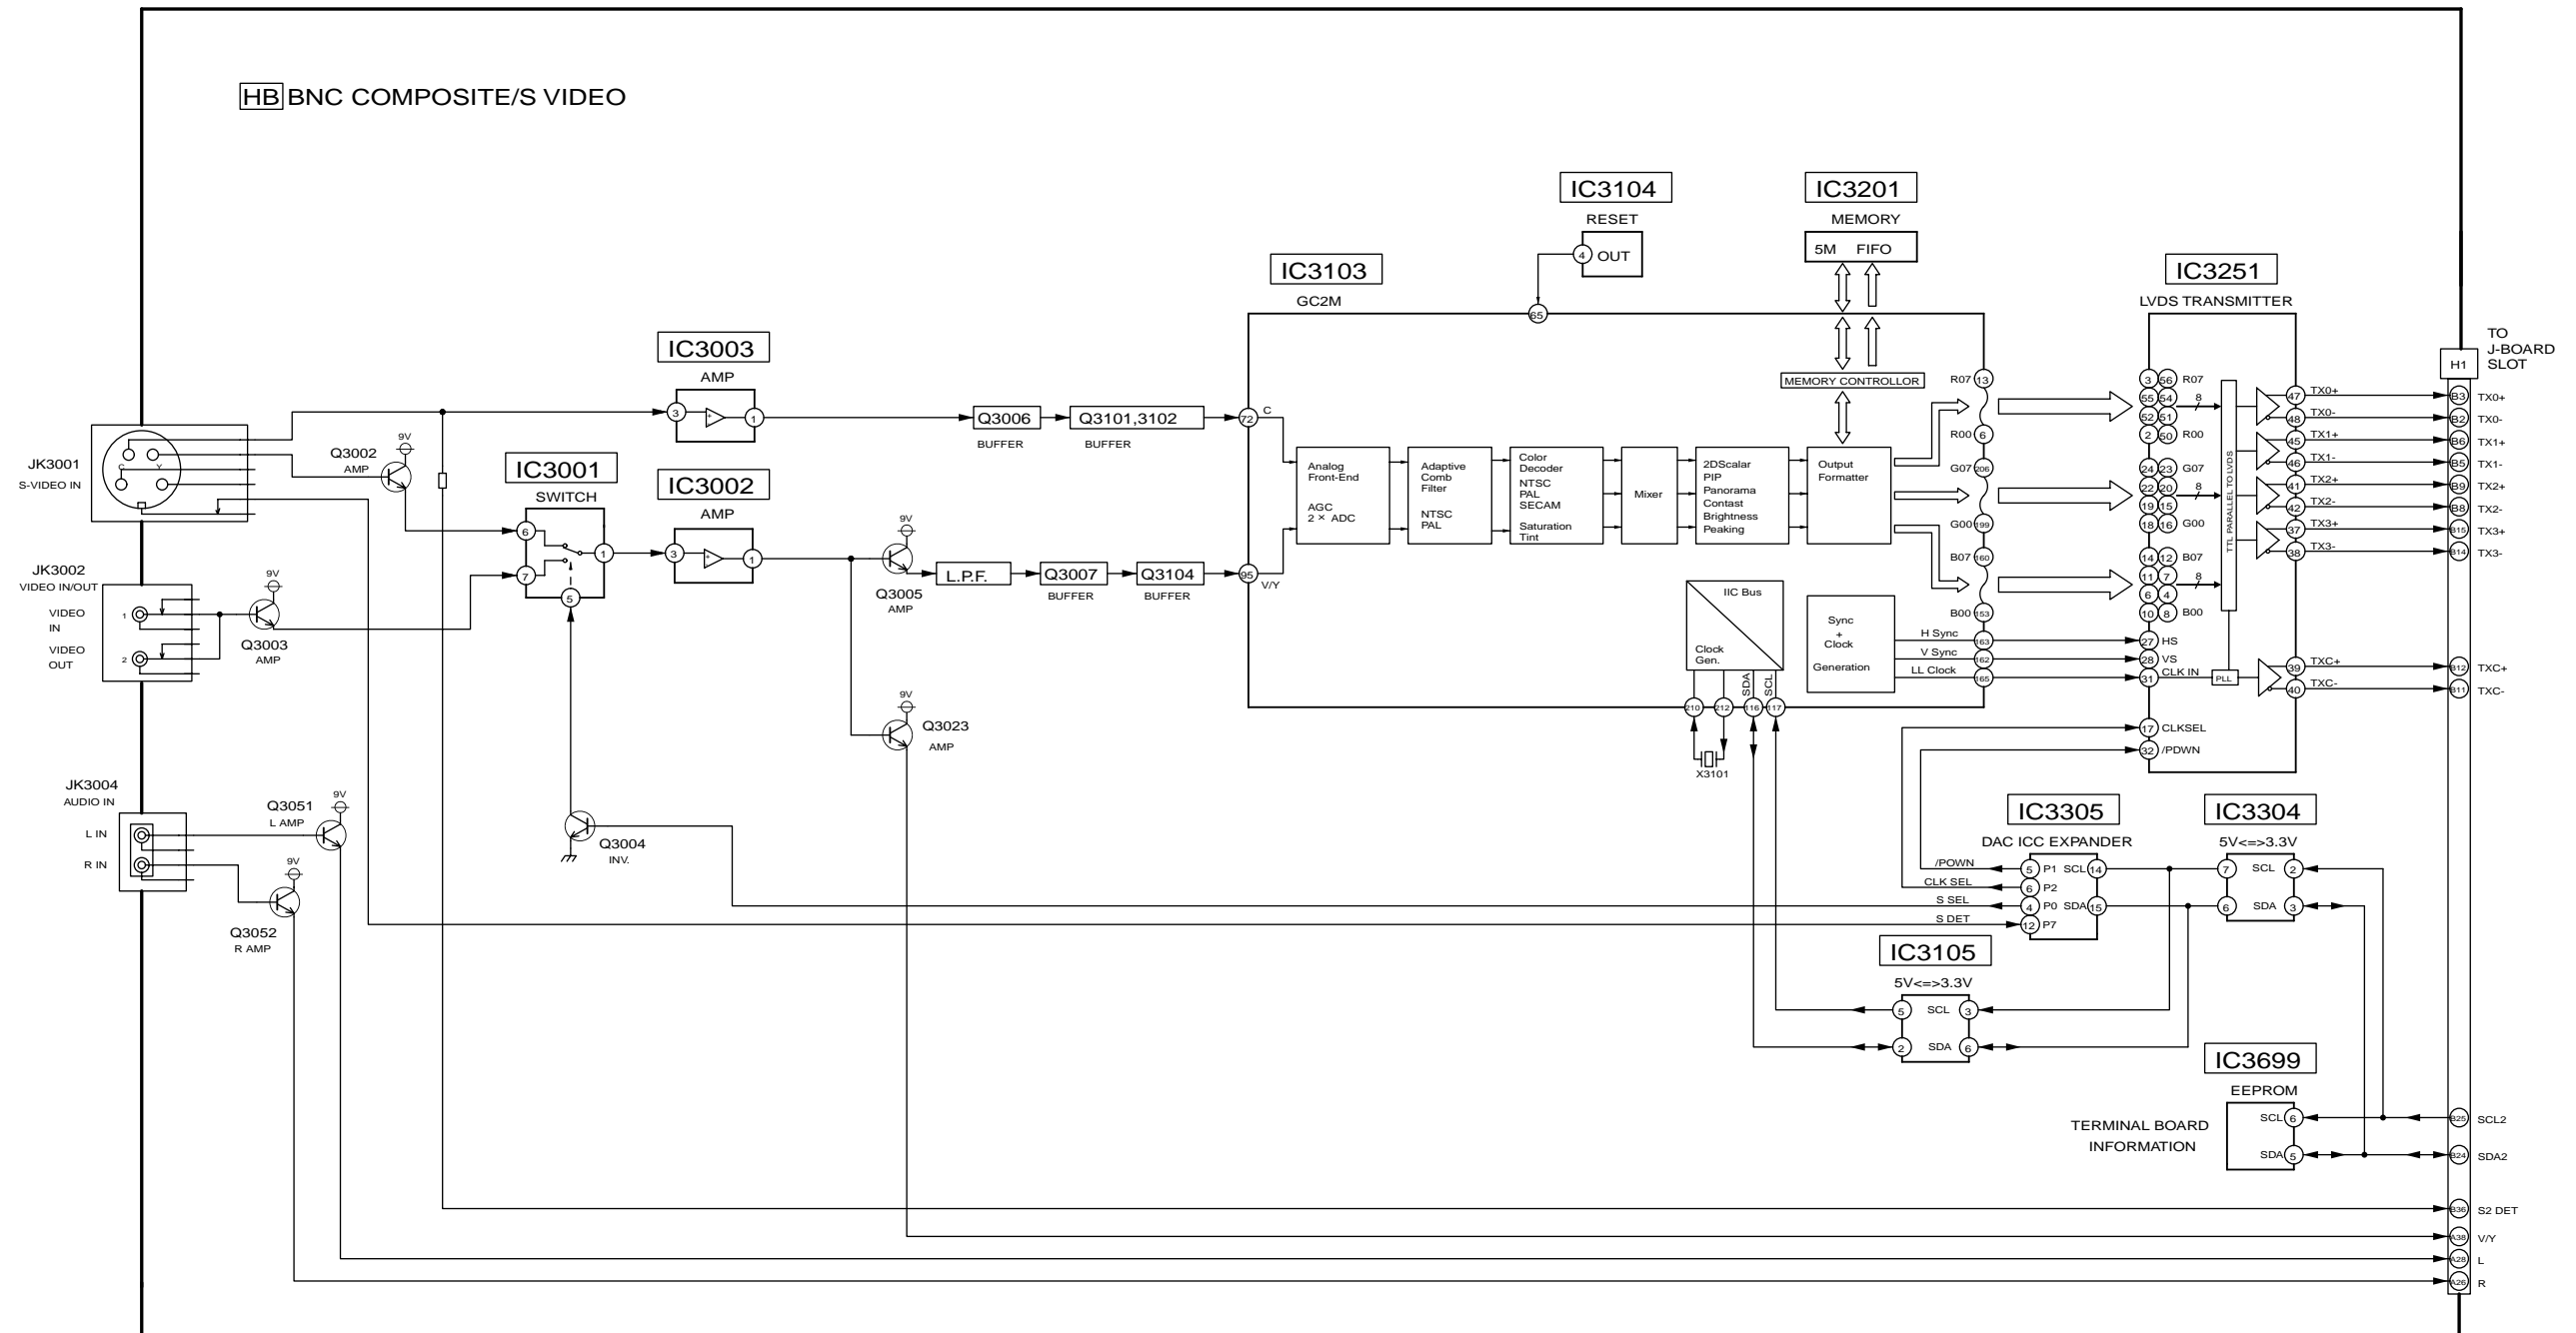 HB BNC COMPOSITE/S VIDEO
IC3104
RESET
4 OUT
IC3201
MEMORY
5M FIFO
IC3103
GC2M
65
IC3251
LVDS TRANSMITTER
TO
J-BOARD
SLOT
H1
IC3003
AMP
3 + 1
Q3006
BUFFER
Q3101,3102
BUFFER
72 C
JK3001
S-VIDEO IN
C Y
Q3002
AMP
9V
IC3001
SWITCH
6
7
1
5
IC3002
AMP
3 + 1
9V
Q3005
AMP
L.P.F.
Q3007
BUFFER
Q3104
BUFFER
95
V/Y
JK3002
VIDEO IN/OUT
VIDEO
IN
1
VIDEO
OUT
2
9V
Q3003
AMP
9V
Q3023
AMP
JK3004
AUDIO IN
L IN
R IN
Q3051
L AMP
9V
9V
Q3052
R AMP
Q3004
INV.
MEMORY CONTROLLOR
Analog
Front-End
AGC
2 × ADC
Adaptive
Comb
Filter
NTSC
PAL
Color
Decoder
NTSC
PAL
SECAM
Saturation
Tint
Mixer
2DScalar
PIP
Panorama
Contast
Brightness
Peaking
Output
Formatter
IIC Bus
Clock
Gen.
SDA
SCL
210 212 116 117
X3101
Sync
+
Clock
Generation
R07 13
R00 6
G07 206
G00 199
B07 160
B00 153
H Sync 163
V Sync 162
LL Clock 165
3 56 R07
55 54
52 51
2 50 R00
8
24 23 G07
22 20
19 15
18 16 G00
8
14 12 B07
11 7
6 4
10 8 B00
8
27 HS
28 VS
31 CLK IN
PLL
17 CLKSEL
32 /PDWN
TTL PARALLEL TO LVDS
47 TX0+ B3 TX0+
48 TX0- B2 TX0-
45 TX1+ B6 TX1+
46 TX1- B5 TX1-
41 TX2+ B9 TX2+
42 TX2- B8 TX2-
37 TX3+ B15 TX3+
38 TX3- B14 TX3-
39 TXC+ B12 TXC+
40 TXC- B11 TXC-
IC3305
DAC ICC EXPANDER
/POWN 5 P1 SCL 14
CLK SEL 6 P2
S SEL 4 P0 SDA 15
S DET 12 P7
IC3304
5V<=>3.3V
7 SCL 2
6 SDA 3
IC3105
5V<=>3.3V
5 SCL 3
2 SDA 6
IC3699
EEPROM
TERMINAL BOARD
INFORMATION
SCL 6
SDA 5
B25 SCL2
B24 SDA2
B36 S2 DET
A38 V/Y
A28 L
A26 R